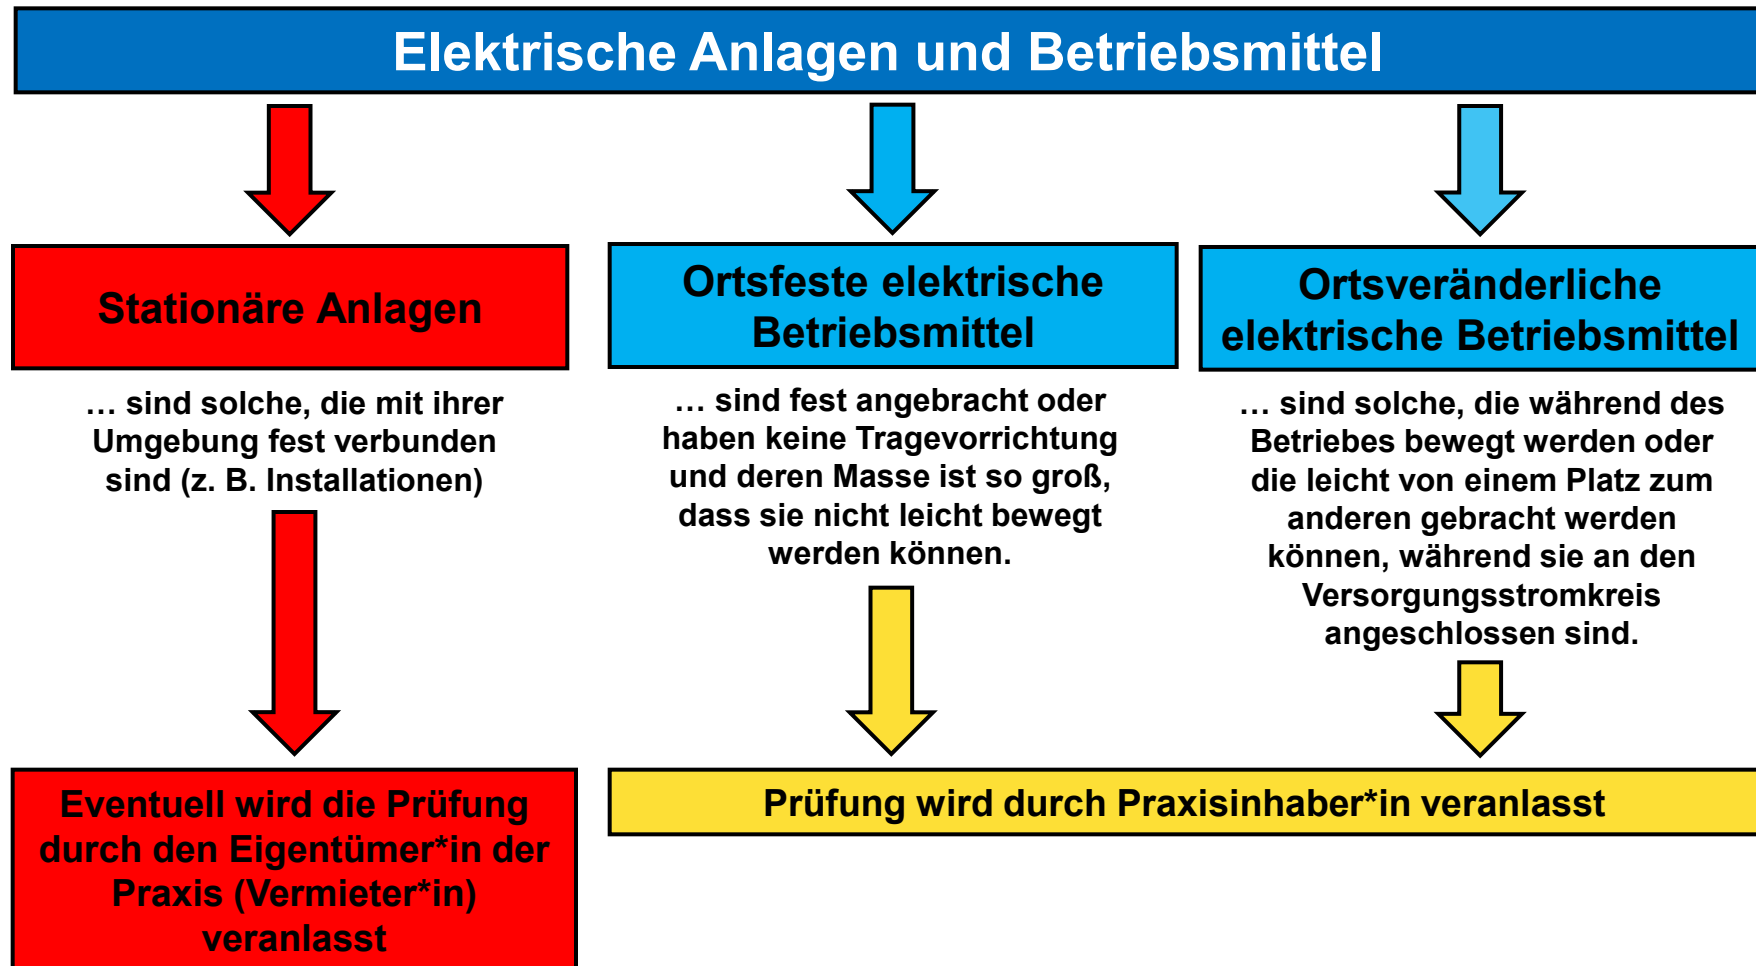 Elektrische Anlagen und Betriebsmittel
Stationäre Anlagen
... sind solche, die mit ihrer
Umgebung fest verbunden
sind (z. B. Installationen)
Eventuell wird die Prüfung
durch den Eigentümer*in der
Praxis (Vermieter*in)
veranlasst
Ortsfeste elektrische
Betriebsmittel
... sind fest angebracht oder
haben keine Tragevorrichtung
und deren Masse ist so groß,
dass sie nicht leicht bewegt
werden können.
Ortsveränderliche
elektrische Betriebsmittel
... sind solche, die während des
Betriebes bewegt werden oder
die leicht von einem Platz zum
anderen gebracht werden
können, während sie an den
Versorgungsstromkreis
angeschlossen sind.
Prüfung wird durch Praxisinhaber*in veranlasst